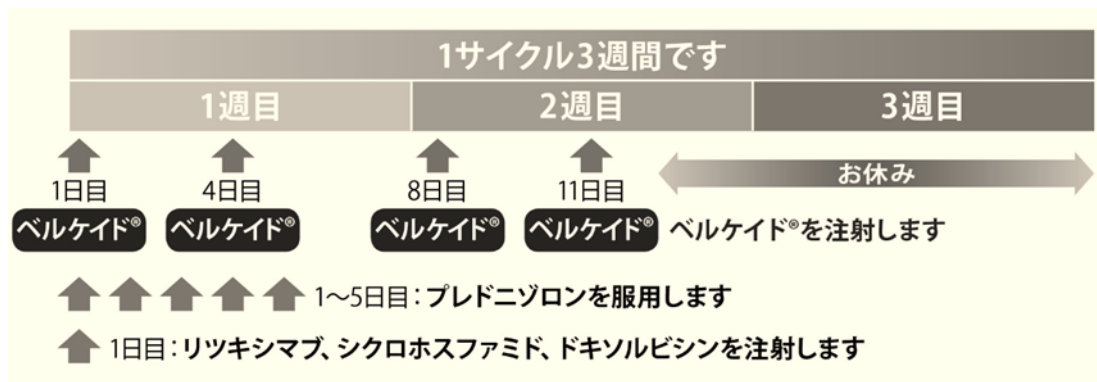 1サイクル3週間です
1週目 2週目 3週目
お休み
1日目 4日目 8日目 11日目
ベルケイド® ベルケイド® ベルケイド® ベルケイド® ベルケイド®を注射します
1〜5日目：プレドニゾロンを服用します
1日目：リツキシマブ、シクロホスファミド、ドキソルビシンを注射します